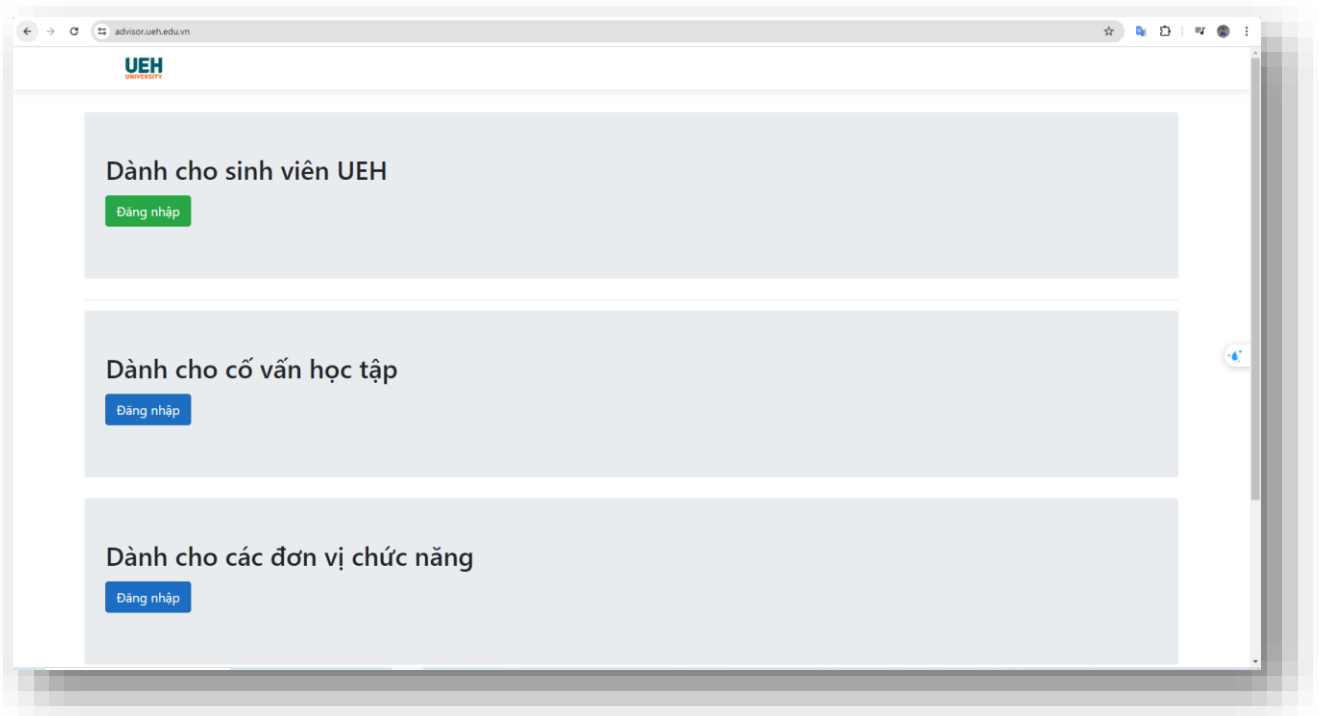 advisor.ueh.edu.vn
UEH
UNIVERSITY
Dành cho sinh viên UEH
Đăng nhập
Dành cho cố vấn học tập
Đăng nhập
Dành cho các đơn vị chức năng
Đăng nhập